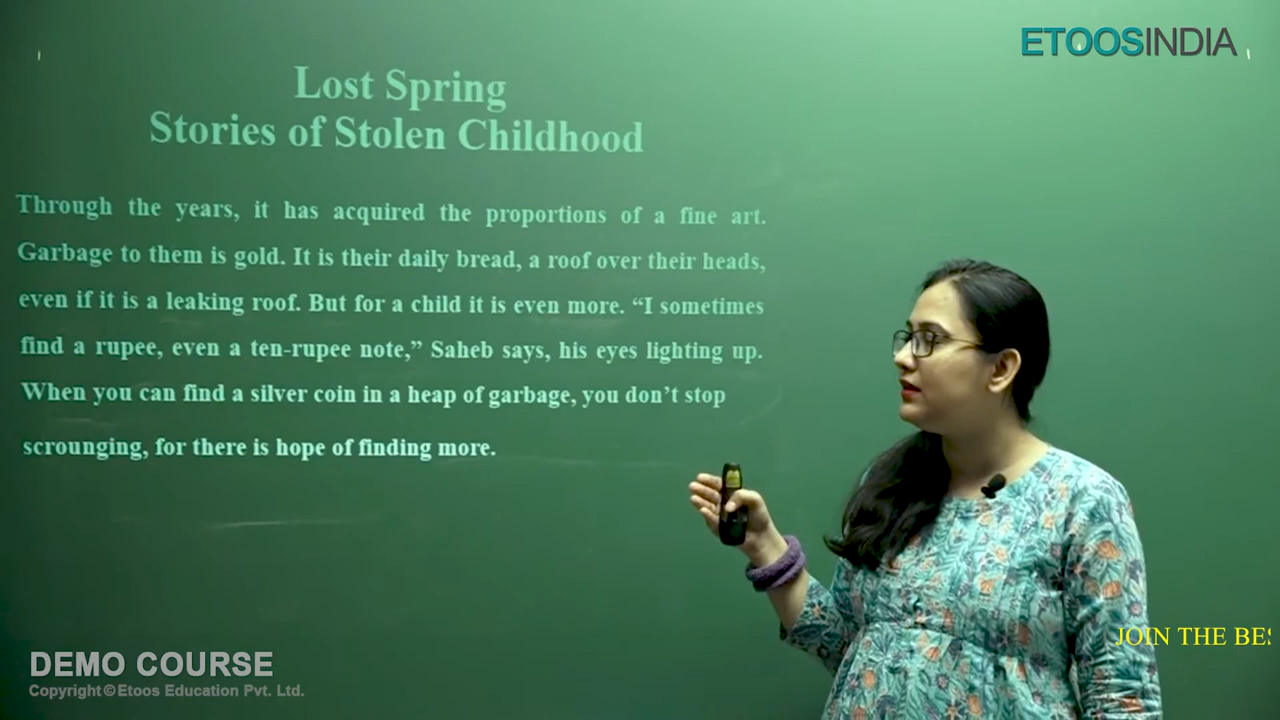 ETOOSINDIA
Lost Spring
Stories of Stolen Childhood
Through the years, it has acquired the proportions of a fine art.
Garbage to them is gold. It is their daily bread, a roof over their heads,
even if it is a leaking roof. But for a child it is even more. “I sometimes
find a rupee, even a ten-rupee note,” Saheb says, his eyes lighting up.
When you can find a silver coin in a heap of garbage, you don’t stop
scrounging, for there is hope of finding more.
JOIN THE
DEMO COURSE
Copyright © Etoos Education Pvt. Ltd.